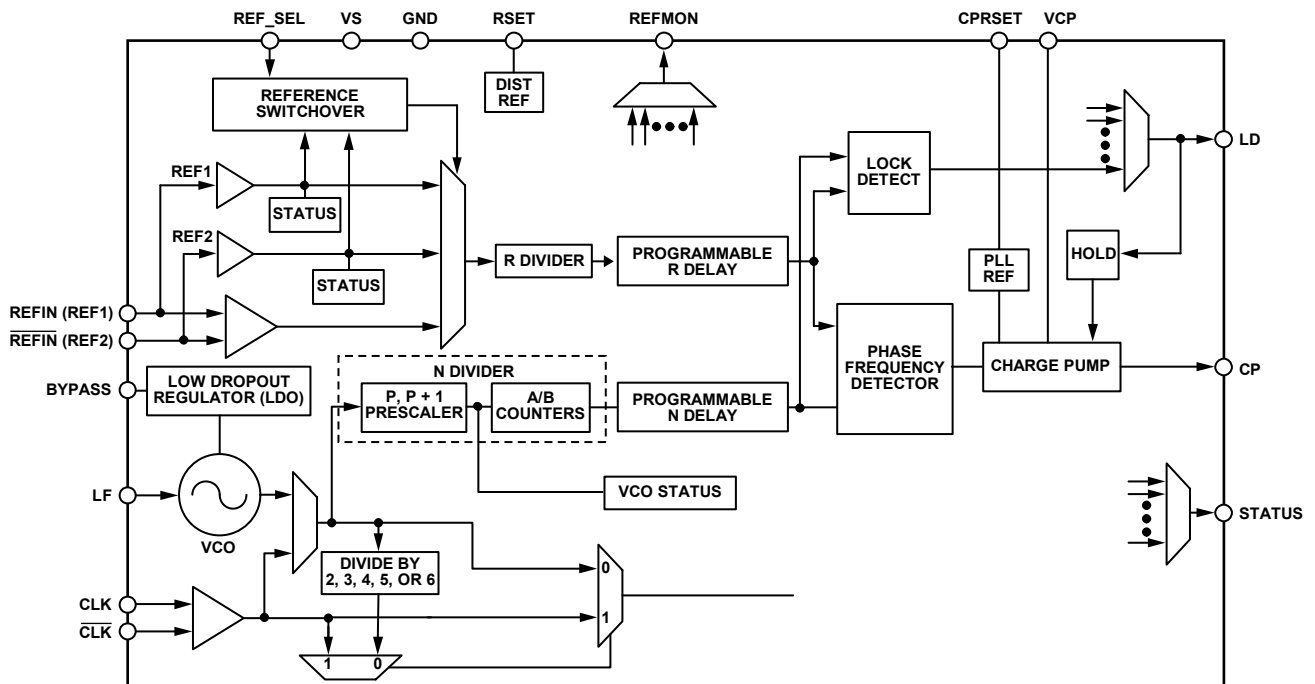 REF_SEL
VS
GND
RSET
REFMON
CPRSET
VCP
REFERENCE
SWITCHOVER
DIST
REF
LD
LOCK
DETECT
REF1
STATUS
REF2
STATUS
R DIVIDER
PROGRAMMABLE
R DELAY
PLL
REF
HOLD
REFIN (REF1)
REFIN (REF2)
PHASE
FREQUENCY
DETECTOR
CHARGE PUMP
CP
BYPASS
LOW DROPOUT
REGULATOR (LDO)
N DIVIDER
P, P + 1
PRESCALER
A/B
COUNTERS
PROGRAMMABLE
N DELAY
LF
VCO
VCO STATUS
STATUS
DIVIDE BY
2, 3, 4, 5, OR 6
0
1
CLK
CLK
1
0